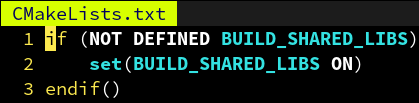 CMakeLists.txt
1 if (NOT DEFINED BUILD_SHARED_LIBS)
2     set(BUILD_SHARED_LIBS ON)
3 endif()